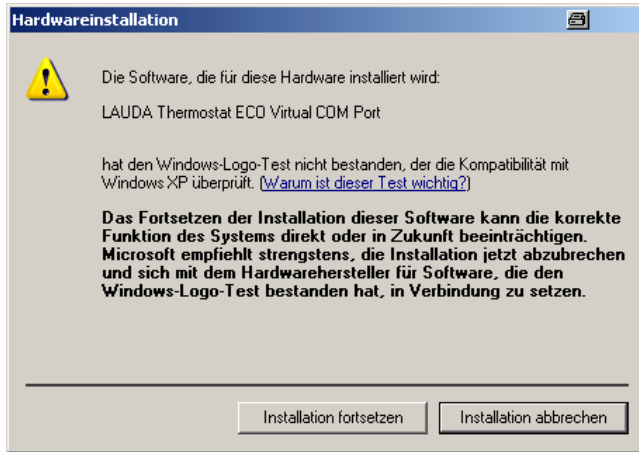 Hardwareinstallation
Die Software, die für diese Hardware installiert wird:
LAUDA Thermostat ECO Virtual COM Port
hat den Windows-Logo-Test nicht bestanden, der die Kompatibilität mit
Windows XP überprüft. (Warum ist dieser Test wichtig?)
Das Fortsetzen der Installation dieser Software kann die korrekte
Funktion des Systems direkt oder in Zukunft beeinträchtigen.
Microsoft empfiehlt strengstens, die Installation jetzt abzubrechen
und sich mit dem Hardwarehersteller für Software, die den
Windows-Logo-Test bestanden hat, in Verbindung zu setzen.
Installation fortsetzen
Installation abbrechen